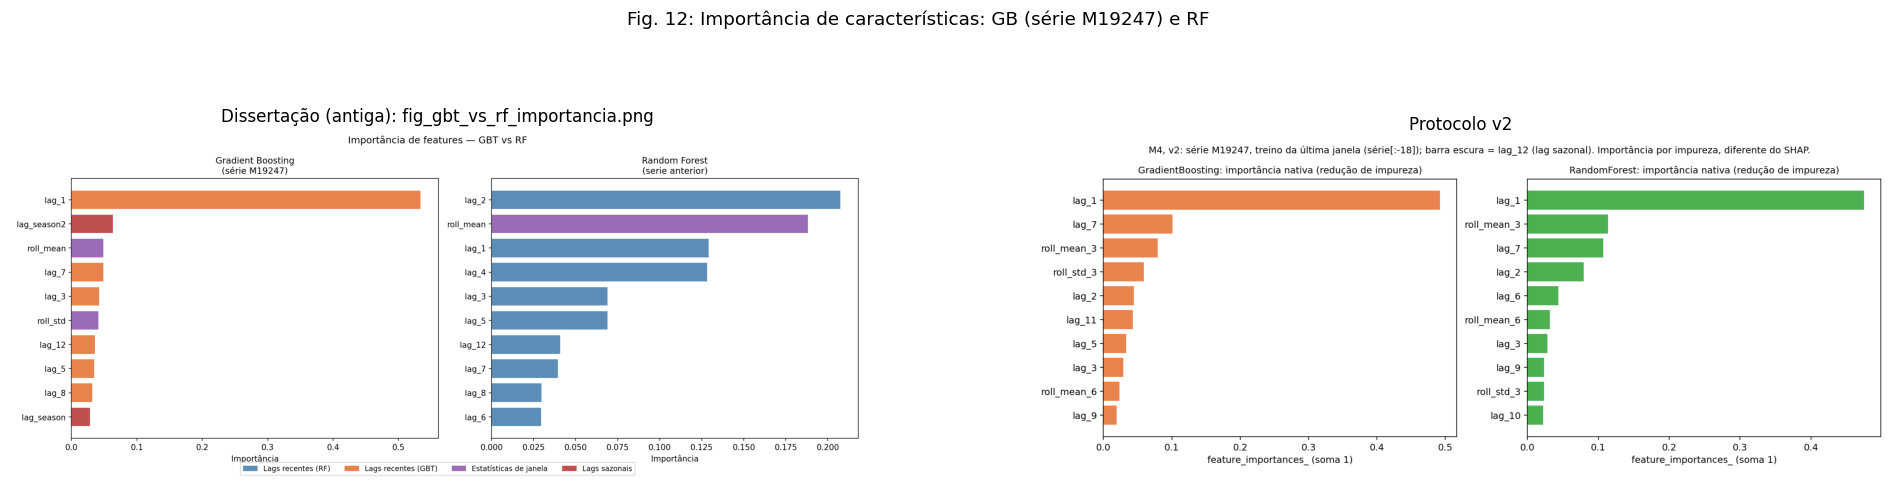 Fig. 12: Importância de características: GB (série M19247) e RF
Dissertação (antiga): fig_gbt_vs_rf_importancia.png
Importância de features — GBT vs RF
Gradient Boosting
(série M19247)
lag_1
lag_season2
roll_mean
lag_7
lag_3
roll_std
lag_12
lag_5
lag_8
lag_season
0.0 0.1 0.2 0.3 0.4 0.5
Importância
Random Forest
(serie anterior)
lag_2
roll_mean
lag_1
lag_4
lag_3
lag_5
lag_12
lag_7
lag_8
lag_6
0.000 0.025 0.050 0.075 0.100 0.125 0.150 0.175 0.200
Importância
Lags recentes (RF) Lags recentes (GBT) Estatísticas de janela Lags sazonais
Protocolo v2
M4, v2: série M19247, treino da última janela (série[:-18]); barra escura = lag_12 (lag sazonal). Importância por impureza, diferente do SHAP.
GradientBoosting: importância nativa (redução de impureza)
lag_1
lag_7
roll_mean_3
roll_std_3
lag_2
lag_11
lag_5
lag_3
roll_mean_6
lag_9
0.0 0.1 0.2 0.3 0.4 0.5
feature_importances_ (soma 1)
RandomForest: importância nativa (redução de impureza)
lag_1
roll_mean_3
lag_7
lag_2
lag_6
roll_mean_6
lag_3
lag_9
roll_std_3
lag_10
0.0 0.1 0.2 0.3 0.4
feature_importances_ (soma 1)